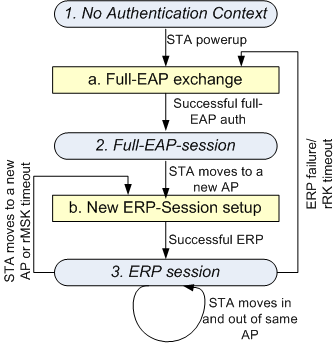 1. No Authentication Context
STA powerup
a. Full-EAP exchange
Successful full-
EAP auth
2. Full-EAP-session
STA moves to a
new AP
b. New ERP-Session setup
Successful ERP
3. ERP session
STA moves in
and out of same
AP
STA moves to a new
AP or rMSK timeout
ERP failure/
rRK timeout